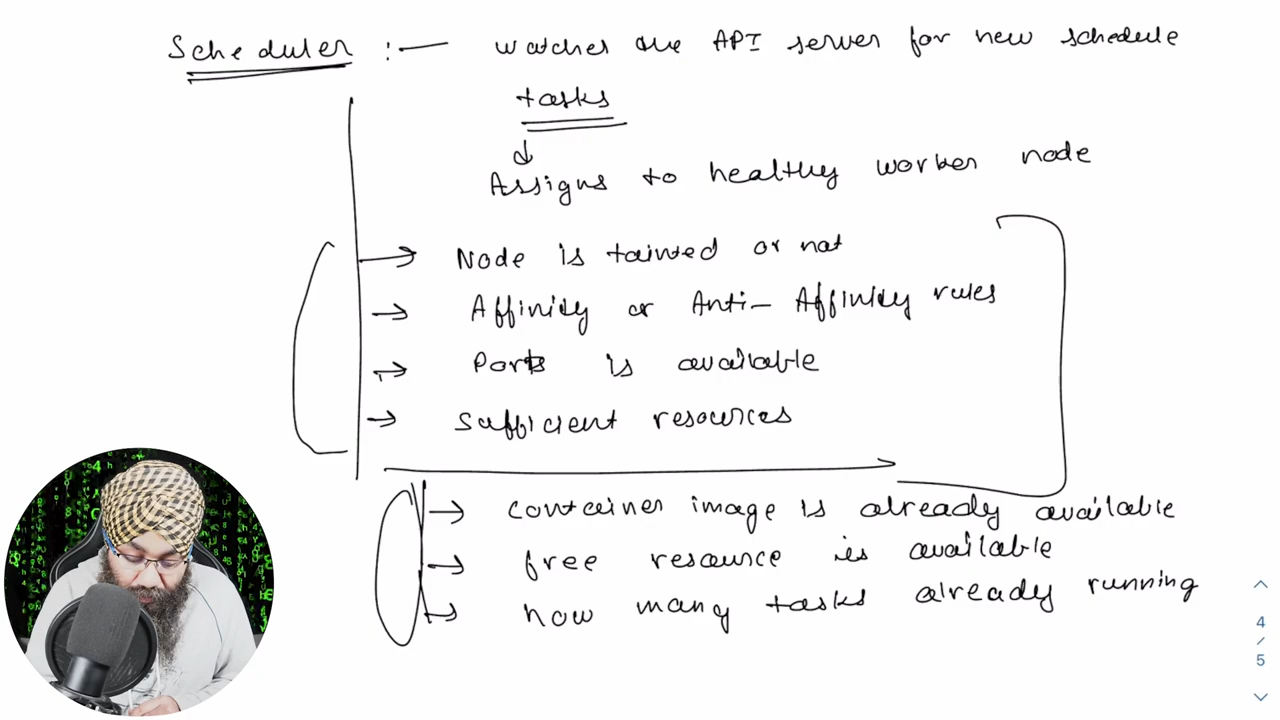 Scheduler :— watches the API server for new schedule
tasks
Assigns to healthy worker node
→ Node is tainted or not
→ Affinity or Anti-Affinity rules
→ Ports is available
→ Sufficient resources
→ container image is already available
→ free resource is available
→ how many tasks already running
4
/
5